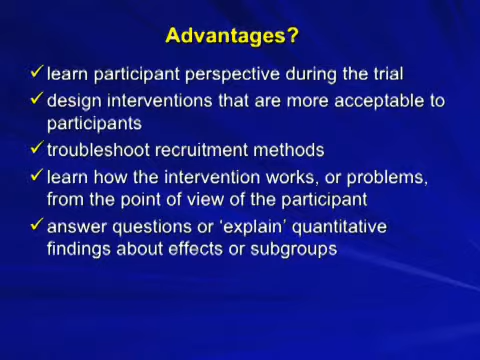 Advantages?
✓learn participant perspective during the trial
✓design interventions that are more acceptable to
participants
✓troubleshoot recruitment methods
✓learn how the intervention works, or problems,
from the point of view of the participant
✓answer questions or ‘explain’ quantitative
findings about effects or subgroups